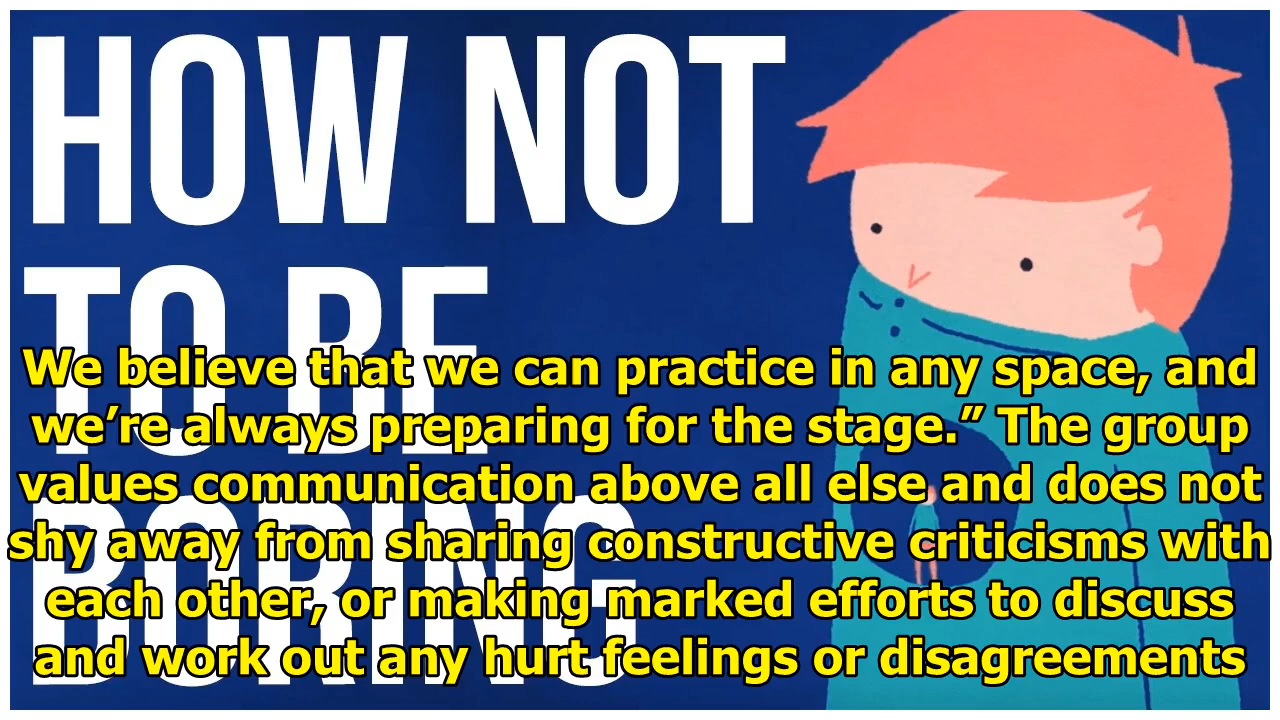 HOW NOT
TO BE
BORING
We believe that we can practice in any space, and
we’re always preparing for the stage.” The group
values communication above all else and does not
shy away from sharing constructive criticisms with
each other, or making marked efforts to discuss
and work out any hurt feelings or disagreements